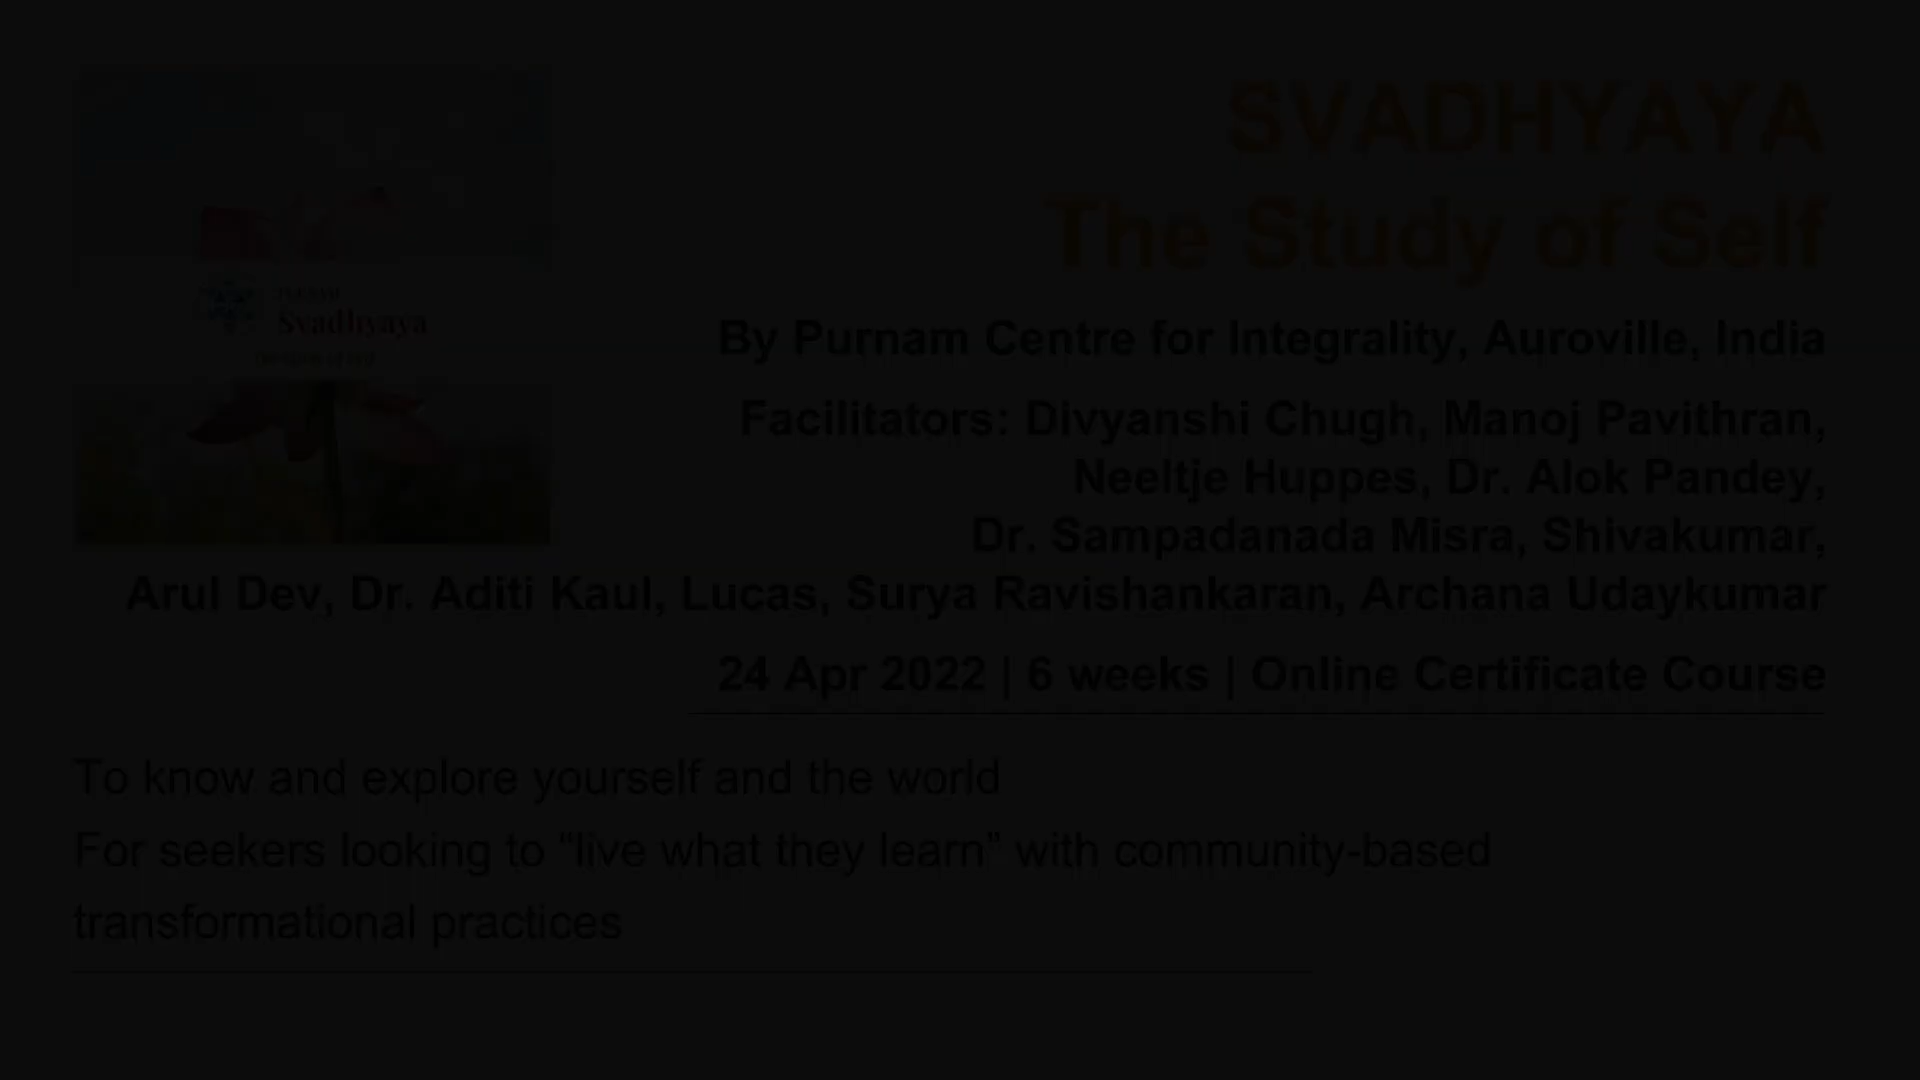 SVADHYAYA
The Study of Self
Svadhyaya
By Purnam Centre for Integrality, Auroville, India
Facilitators: Divyanshi Chugh, Manoj Pavithran,
Neeltje Huppes, Dr. Alok Pandey,
Dr. Sampadanada Misra, Shivakumar,
Arul Dev, Dr. Aditi Kaul, Lucas, Surya Ravishankaran, Archana Udaykumar
24 Apr 2022 | 6 weeks | Online Certificate Course
To know and explore yourself and the world
For seekers looking to “live what they learn” with community-based
transformational practices